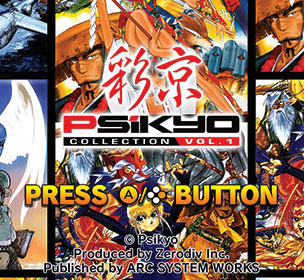 彩京
PSiKYO
COLLECTION VOL.1
PRESS A/ BUTTON
© Psikyo
Produced by Zerodiv Inc.
Published by ARC SYSTEM WORKS